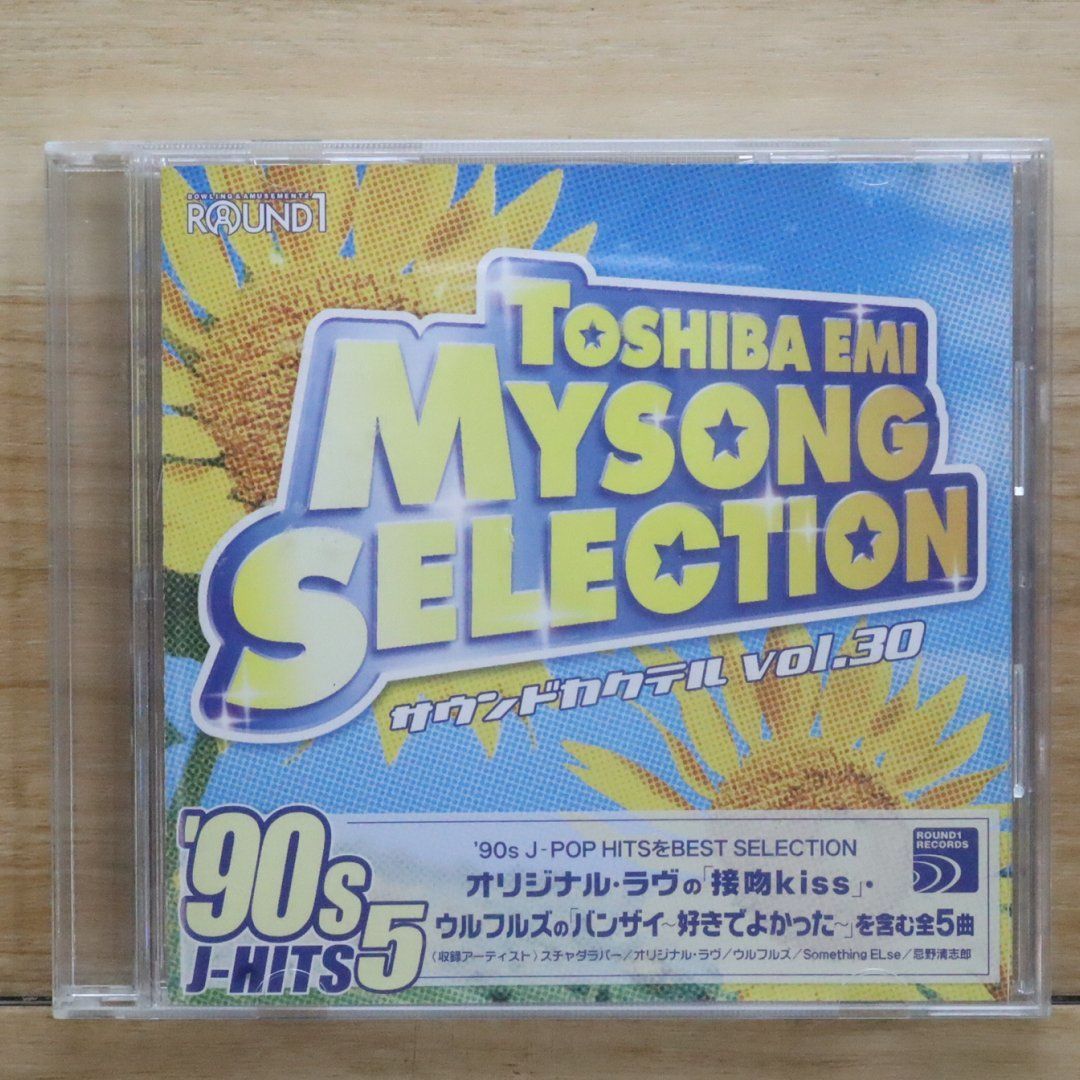 BOWLING & AMUSEMENT
ROUND1
TOSHIBA EMI
MYSONG
SELECTION
サウンドカクテル vol.30
'90s
J-HITS 5
'90s J-POP HITSをBEST SELECTION
オリジナル・ラヴの「接吻kiss」・
ウルフルズの「バンザイ～好きでよかった～」を含む全5曲
〈収録アーティスト〉スチャダラパー/オリジナル・ラヴ/ウルフルズ/Something ELse/忌野清志郎
ROUND1
RECORDS